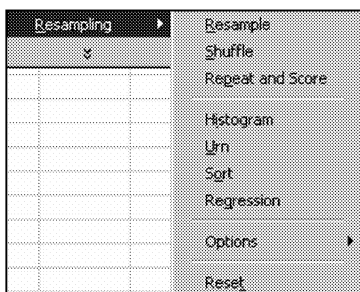 Resampling
Resample
Shuffle
Repeat and Score
Histogram
Urn
Sort
Regression
Options
Reset